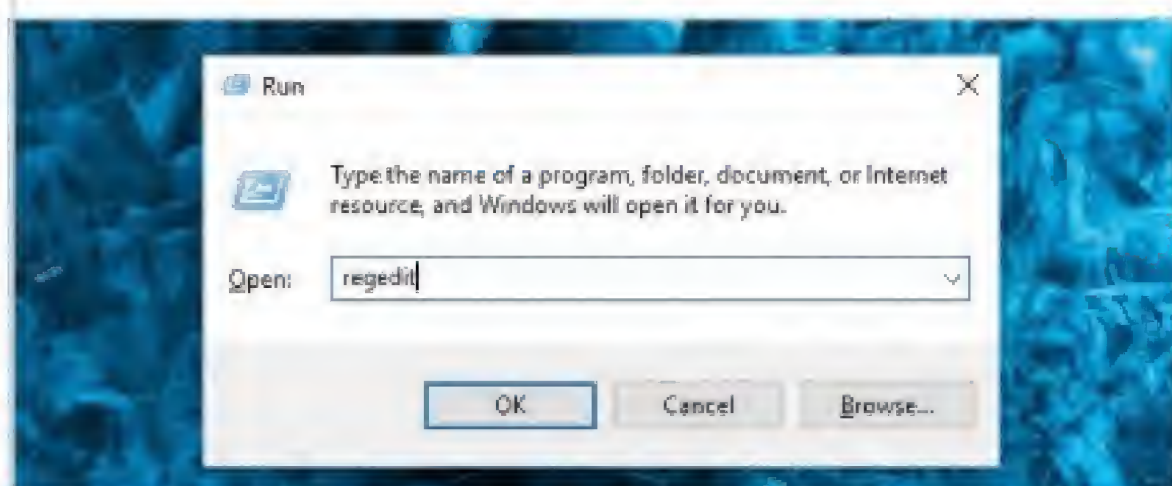 Run
Type the name of a program, folder, document, or Internet
resource, and Windows will open it for you.
Open:
regedit
OK
Cancel
Browse...